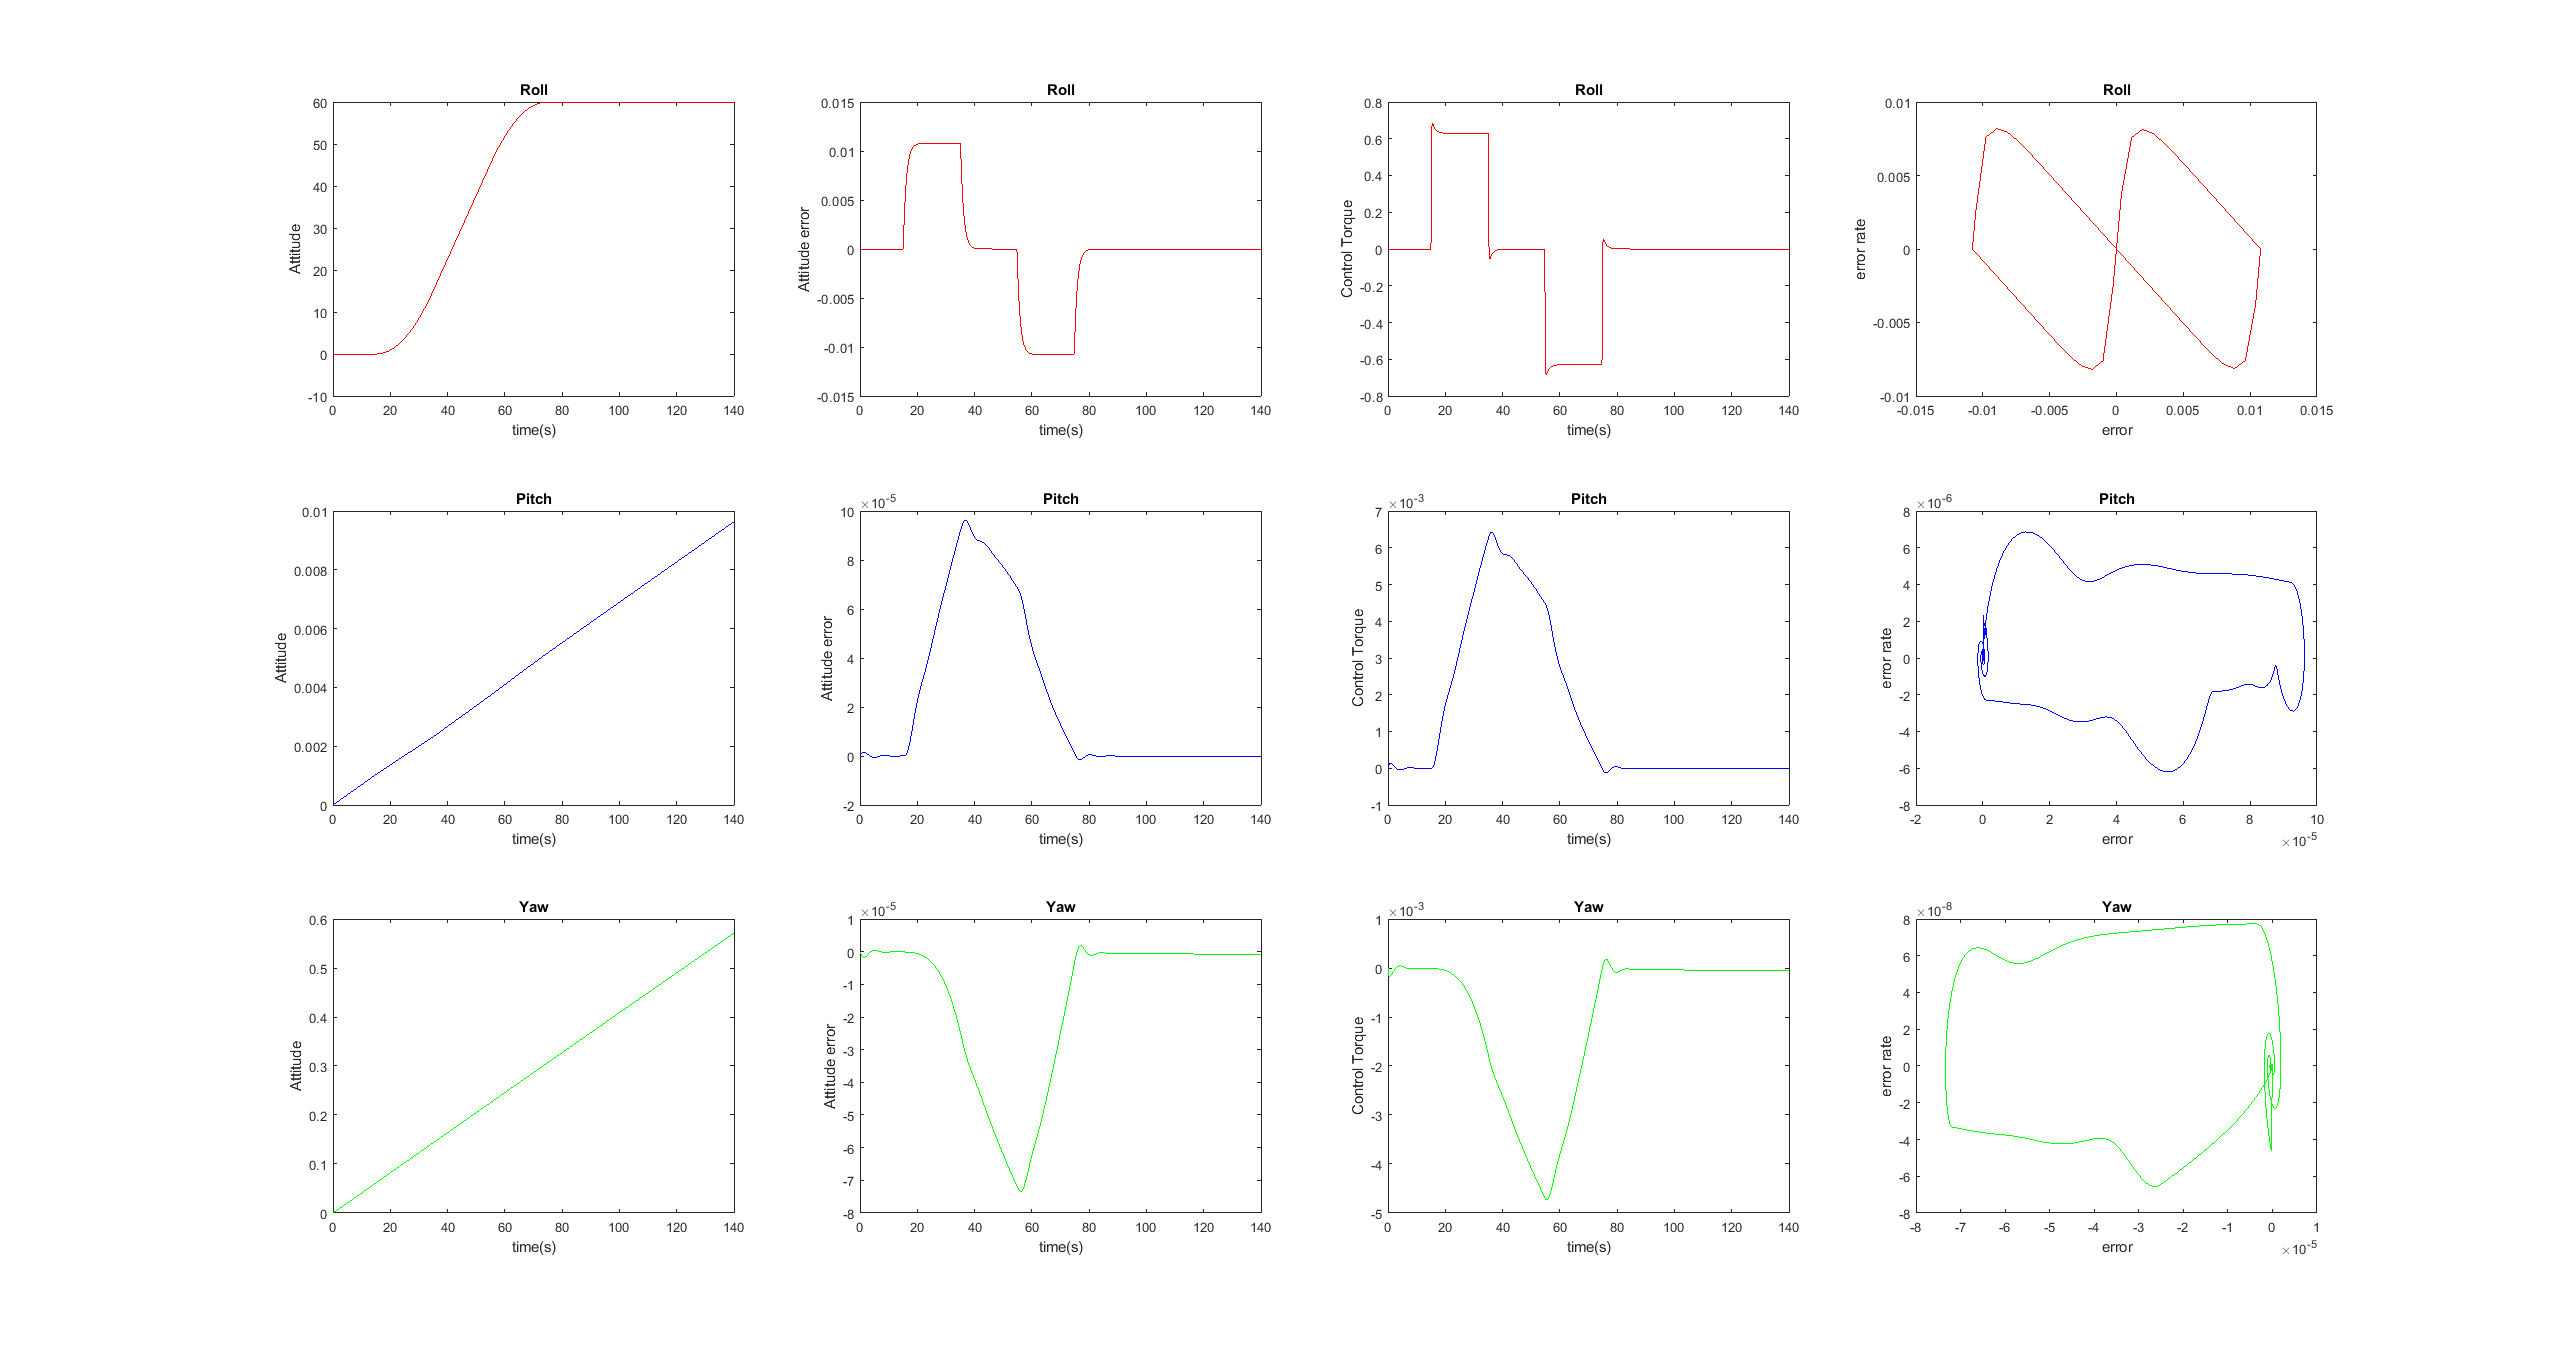 Roll
60
50
40
30
20
10
0
-10
Attitude
0 20 40 60 80 100 120 140
time(s)
Roll
0.015
0.01
0.005
0
-0.005
-0.01
-0.015
Attitude error
0 20 40 60 80 100 120 140
time(s)
Roll
0.8
0.6
0.4
0.2
0
-0.2
-0.4
-0.6
-0.8
Control Torque
0 20 40 60 80 100 120 140
time(s)
Roll
0.01
0.005
0
-0.005
-0.01
error rate
-0.015 -0.01 -0.005 0 0.005 0.01 0.015
error
Pitch
0.01
0.008
0.006
0.004
0.002
0
Attitude
0 20 40 60 80 100 120 140
time(s)
Pitch
×10-5
10
8
6
4
2
0
-2
Attitude error
0 20 40 60 80 100 120 140
time(s)
Pitch
×10-3
7
6
5
4
3
2
1
0
-1
Control Torque
0 20 40 60 80 100 120 140
time(s)
Pitch
×10-6
8
6
4
2
0
-2
-4
-6
-8
error rate
-2 0 2 4 6 8 10
error
×10-5
Yaw
0.6
0.5
0.4
0.3
0.2
0.1
0
Attitude
0 20 40 60 80 100 120 140
time(s)
Yaw
×10-5
1
0
-1
-2
-3
-4
-5
-6
-7
-8
Attitude error
0 20 40 60 80 100 120 140
time(s)
Yaw
×10-3
1
0
-1
-2
-3
-4
-5
Control Torque
0 20 40 60 80 100 120 140
time(s)
Yaw
×10-8
8
6
4
2
0
-2
-4
-6
-8
error rate
-8 -7 -6 -5 -4 -3 -2 -1 0 1
error
×10-5